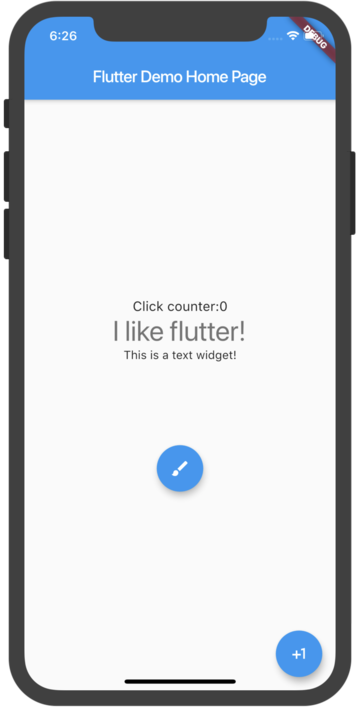 6:26
DEBUG
Flutter Demo Home Page
Click counter:0
I like flutter!
This is a text widget!
+1